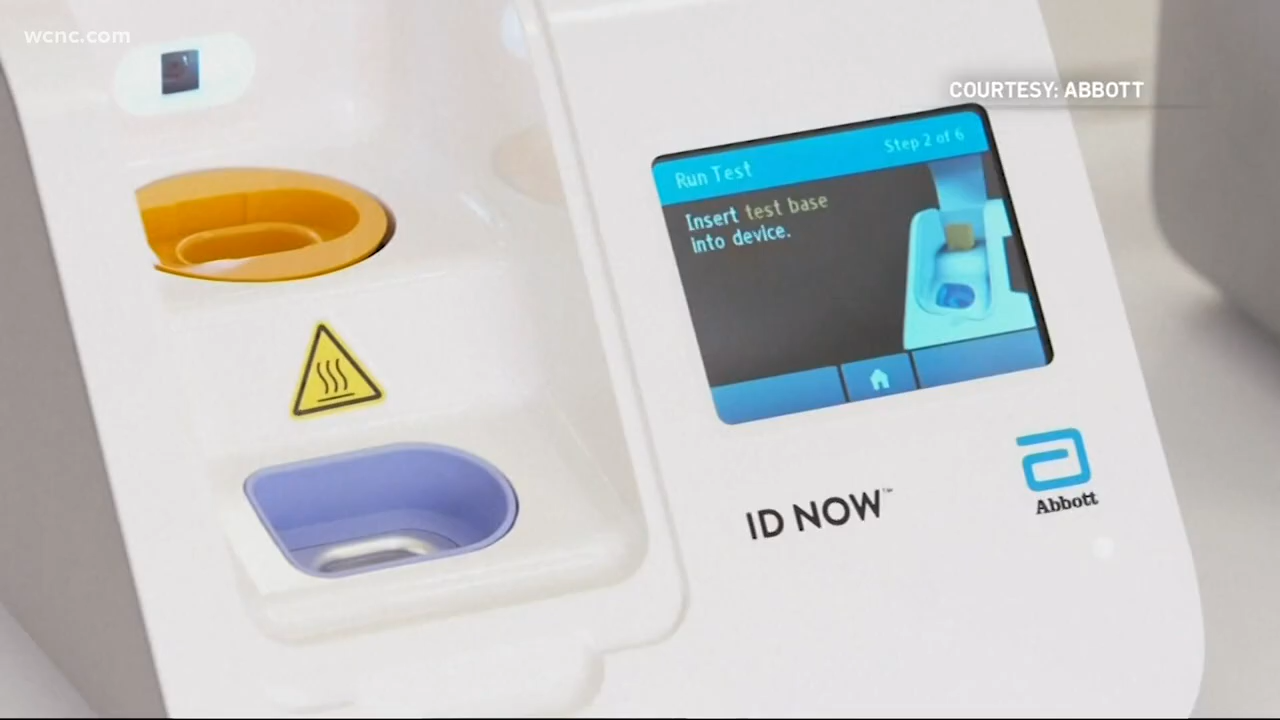 wcnc.com
COURTESY: ABBOTT
Run Test
Step 2 of 6
Insert test base
into device.
ID NOW™
Abbott